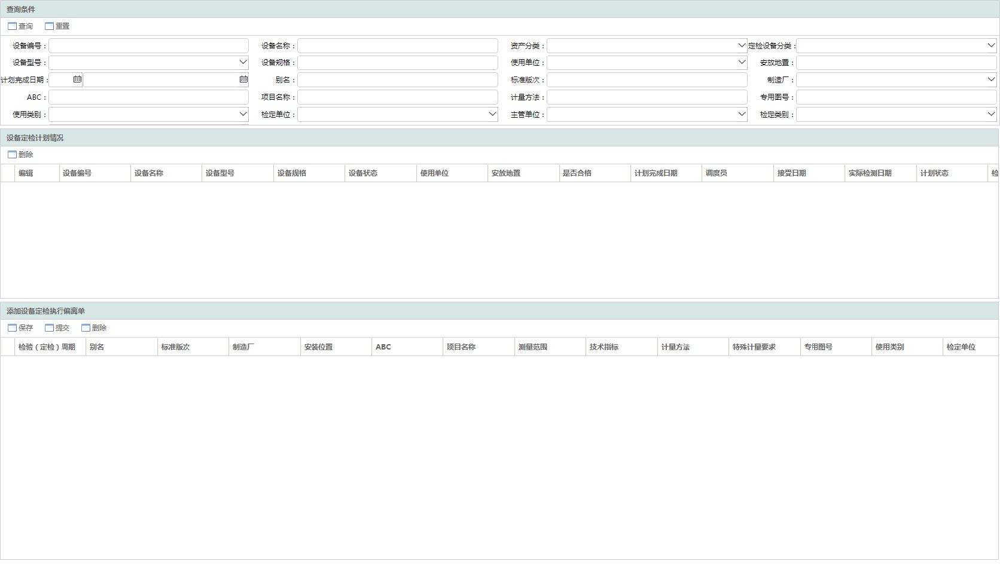 查询条件
查询 重置
设备编号： 设备名称： 资产分类： 定检设备分类：
设备型号： 设备规格： 使用单位： 安放地置：
计划完成日期： 别名： 标准版次： 制造厂：
ABC： 项目名称： 计量方法： 专用图号：
使用类别： 检定单位： 主管单位： 检定类别：
设备定检计划情况
删除
编辑 设备编号 设备名称 设备型号 设备规格 设备状态 使用单位 安放地置 是否合格 计划完成日期 调度员 接受日期 实际检测日期 计划状态 检
添加设备定检执行偏离单
保存 提交 删除
检验（定检）周期 别名 标准版次 制造厂 安装位置 ABC 项目名称 测量范围 技术指标 计量方法 特殊计量要求 专用图号 使用类别 检定单位